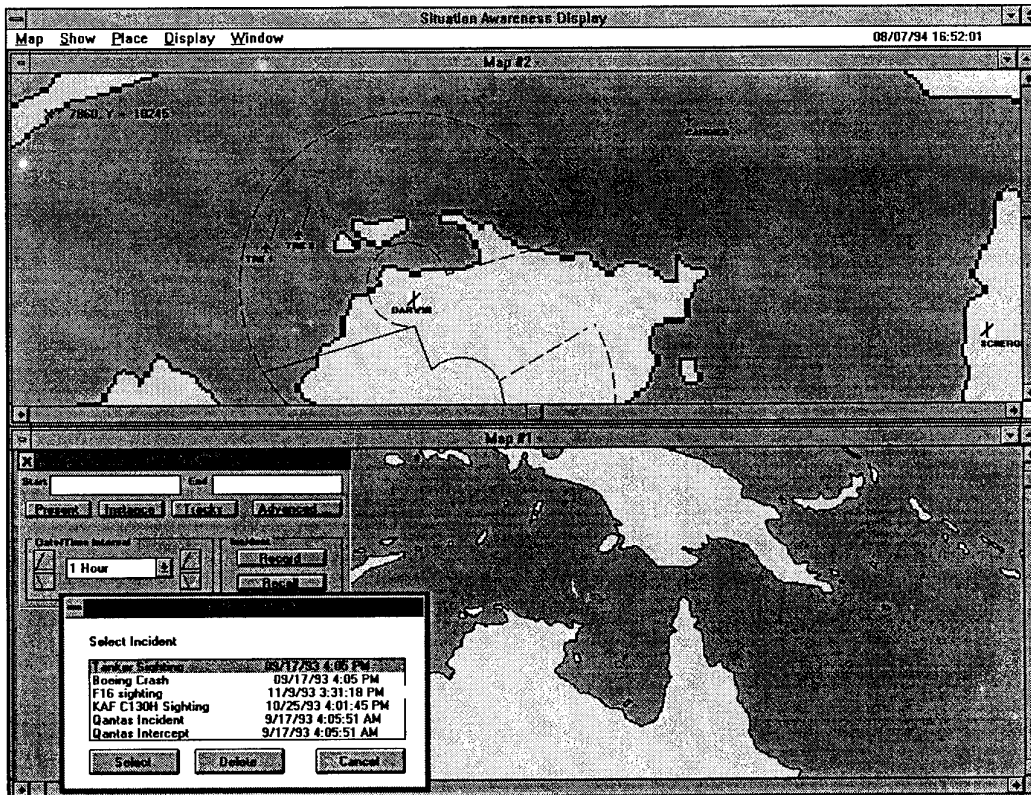 Situation Awareness Display
Map Show Place Display Window 08/07/94 16:52:01
Map #2
7860, Y = 10245
DARWIN
Map #1
Start End
Present Instance Tracks Advanced ...
Date/Time Interval Incident
1 Hour Record
Recall
Select Incident
Tanker Sighting 09/17/93 4:05 PM
Boeing Crash 09/17/93 4:05 PM
F16 sighting 11/9/93 3:31:18 PM
KAF C130H Sighting 10/25/93 4:01:45 PM
Qantas Incident 9/17/93 4:05:51 AM
Qantas Intercept 9/17/93 4:05:51 AM
Select Delete Cancel